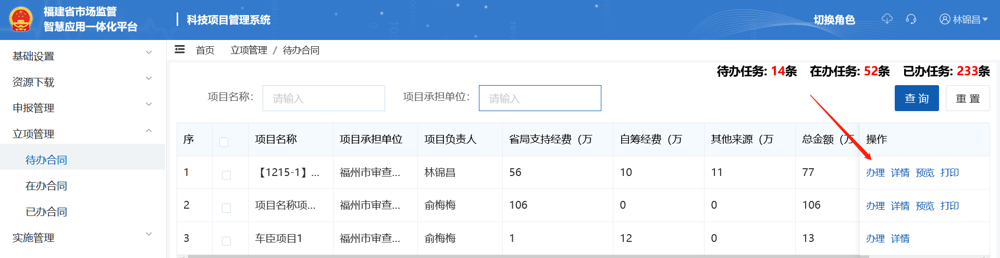 福建省市场监管
智慧应用一体化平台
科技项目管理系统
切换角色
林锦昌
基础设置
资源下载
申报管理
立项管理
待办合同
在办合同
已办合同
实施管理
首页 立项管理 / 待办合同
待办任务: 14条 在办任务: 52条 已办任务: 233条
项目名称: 请输入 项目承担单位: 请输入 查 询 重 置
序 项目名称 项目承担单位 项目负责人 省局支持经费（万 自筹经费（万 其他来源（万 总金额（万 操作
1 【1215-1】... 福州市审查... 林锦昌 56 10 11 77 办理 详情 预览 打印
2 项目名称项... 福州市审查... 俞梅梅 106 0 0 106 办理 详情 预览 打印
3 车臣项目1 福州市审查... 俞梅梅 1 12 0 13 办理 详情